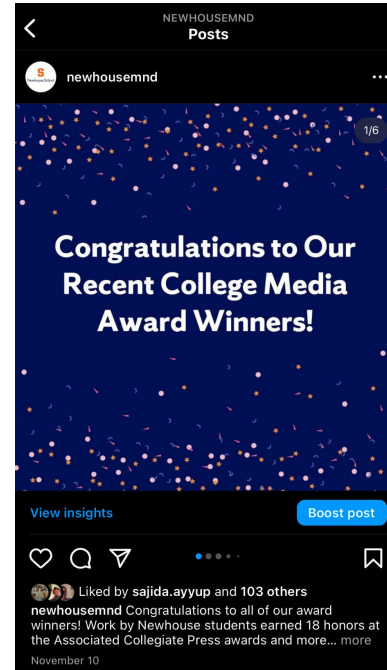 NEWHOUSEMND
Posts
S
Newhouse School
newhousemnd
1/6
Congratulations to Our
Recent College Media
Award Winners!
View insights
Boost post
Liked by sajida.ayyup and 103 others
newhousemnd Congratulations to all of our award
winners! Work by Newhouse students earned 18 honors at
the Associated Collegiate Press awards and more... more
November 10